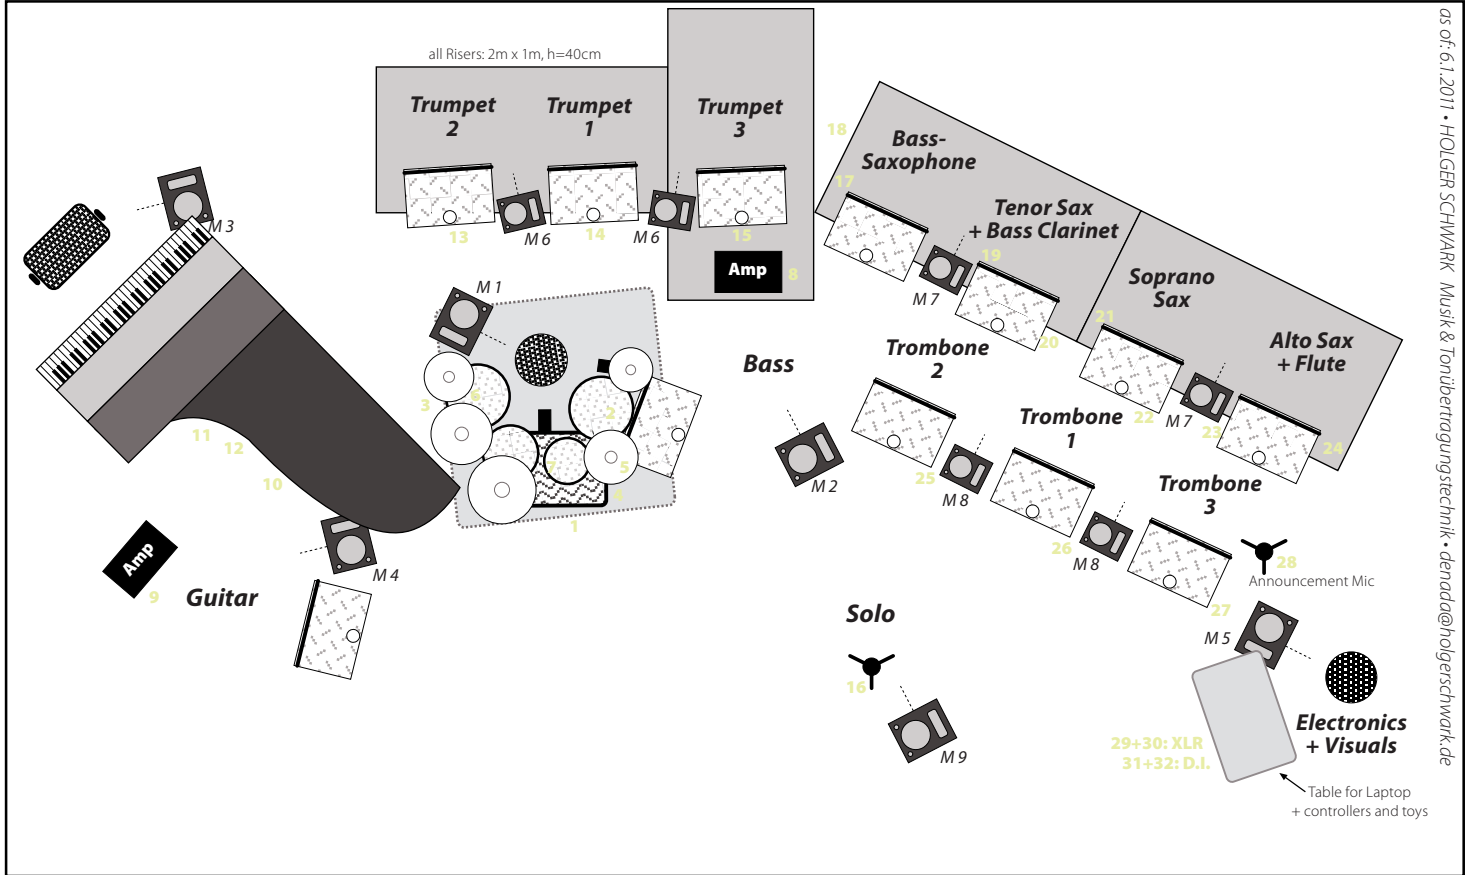 all Risers: 2m x 1m, h=40cm
Trumpet
2
Trumpet
1
Trumpet
3
13
M 6
14
M 6
15
Amp
8
18
Bass-
Saxophone
17
Tenor Sax
+ Bass Clarinet
19
M 7
20
Soprano
Sax
21
22
M 7
Alto Sax
+ Flute
23
24
M 3
M 1
3
6
2
7
5
4
1
11
12
10
Bass
M 2
Trombone
2
25
M 8
Trombone
1
26
M 8
Trombone
3
27
28
Announcement Mic
Amp
9
Guitar
M 4
Solo
16
M 9
M 5
Electronics
+ Visuals
29+30: XLR
31+32: D.I.
Table for Laptop
+ controllers and toys
as of: 6.1.2011 • HOLGER SCHWARK Musik & Tonübertragungstechnik • denada@holgerschwark.de